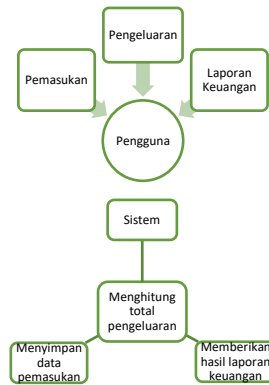 Pengeluaran
Pemasukan
Laporan
Keuangan
Pengguna
Sistem
Menghitung
total
pengeluaran
Menyimpan
data
pemasukan
Memberikan
hasil laporan
keuangan